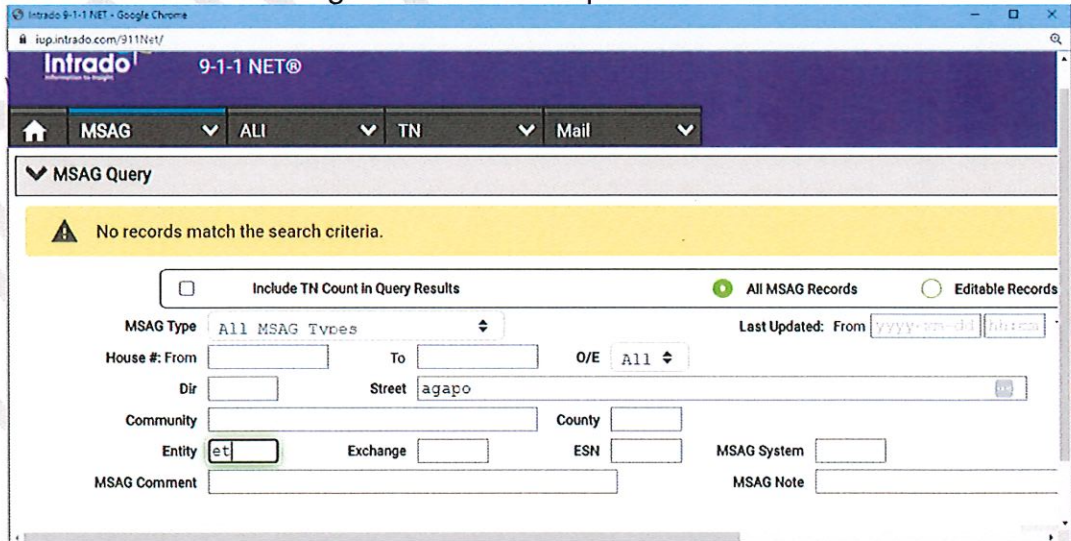 Intrado 9-1-1 NET - Google Chrome
iup.intrado.com/911Net/
Intrado 9-1-1 NET®
MSAG ALI TN Mail
MSAG Query
No records match the search criteria.
Include TN Count in Query Results All MSAG Records Editable Records
MSAG Type All MSAG Types Last Updated: From yyyy-mm-dd hh:mm
House #: From To O/E All
Dir Street agapo
Community County
Entity et Exchange ESN MSAG System
MSAG Comment MSAG Note